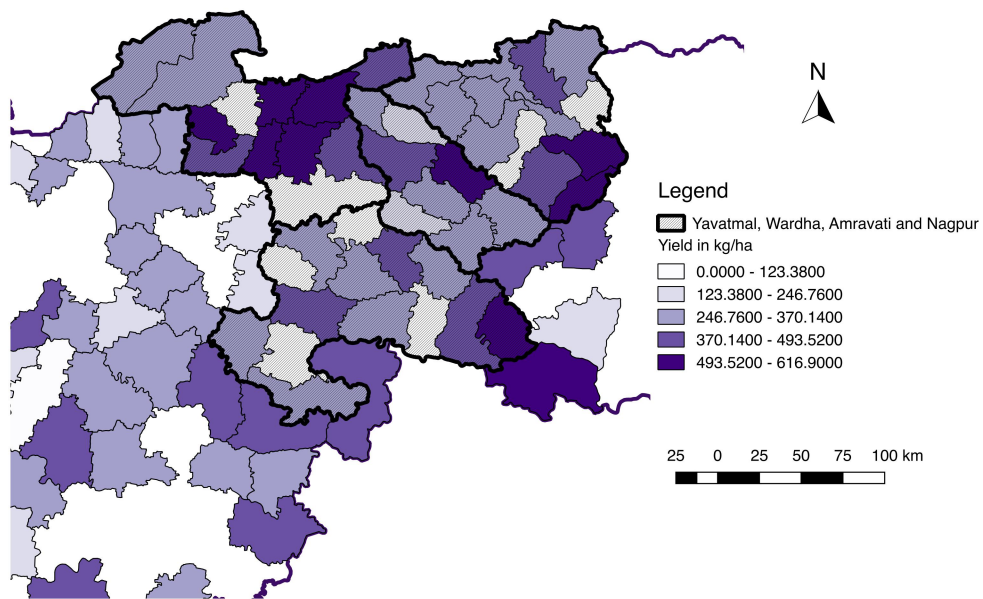 N
Legend
Yavatmal, Wardha, Amravati and Nagpur
Yield in kg/ha
0.0000 - 123.3800
123.3800 - 246.7600
246.7600 - 370.1400
370.1400 - 493.5200
493.5200 - 616.9000
25 0 25 50 75 100 km